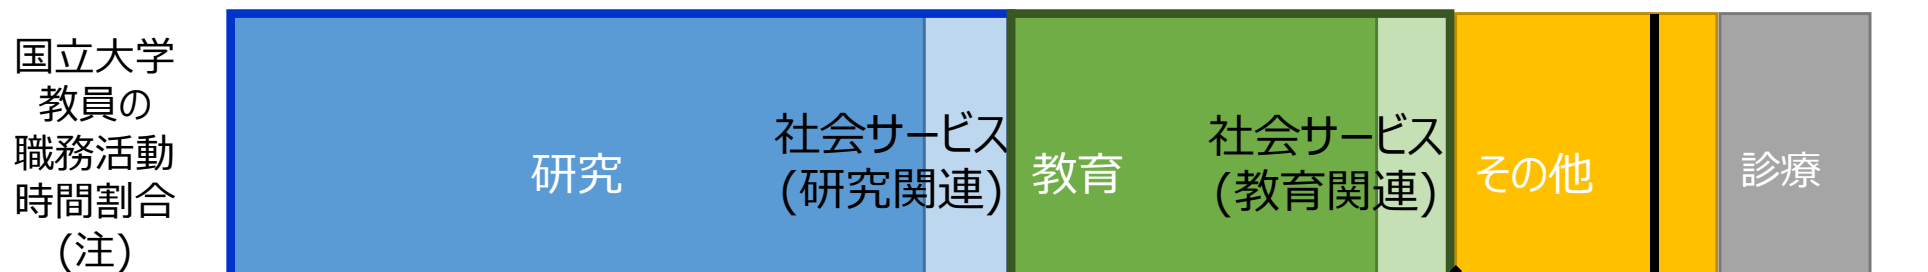 国立大学
教員の
職務活動
時間割合
(注)
研究
社会サービス
(研究関連)
教育
社会サービス
(教育関連)
その他
診療